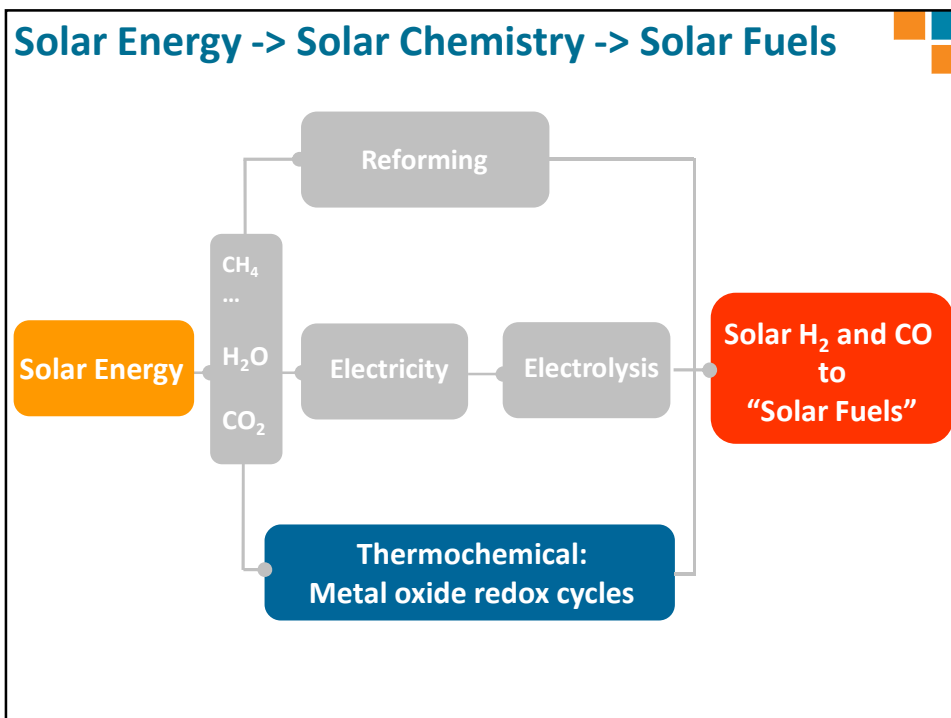 Solar Energy -> Solar Chemistry -> Solar Fuels
Reforming
CH₄
...
H₂O
CO₂
Solar Energy
Electricity
Electrolysis
Solar H₂ and CO
to
“Solar Fuels”
Thermochemical:
Metal oxide redox cycles